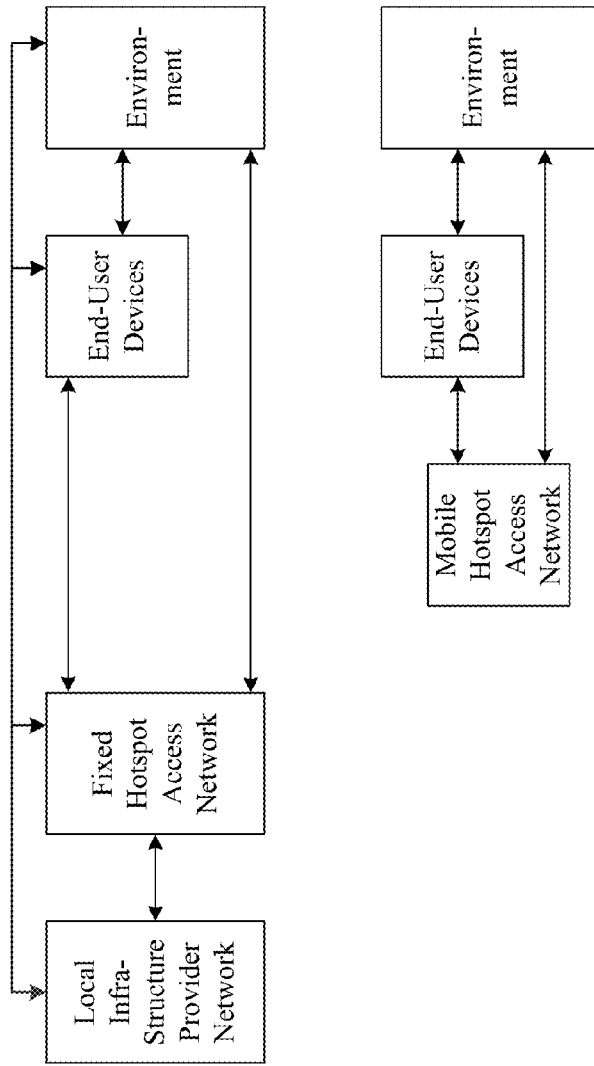 Local
Infra-
Structure
Provider
Network
Fixed
Hotspot
Access
Network
End-User
Devices
Environ-
ment
Mobile
Hotspot
Access
Network
End-User
Devices
Environ-
ment